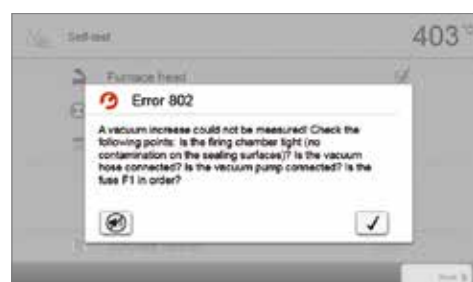 Self-test
403 °C
Furnace head
Error 802
A vacuum increase could not be measured! Check the
following points: Is the firing chamber tight (no
contamination on the sealing surfaces)? Is the vacuum
hose connected? Is the vacuum pump connected? Is the
fuse F1 in order?